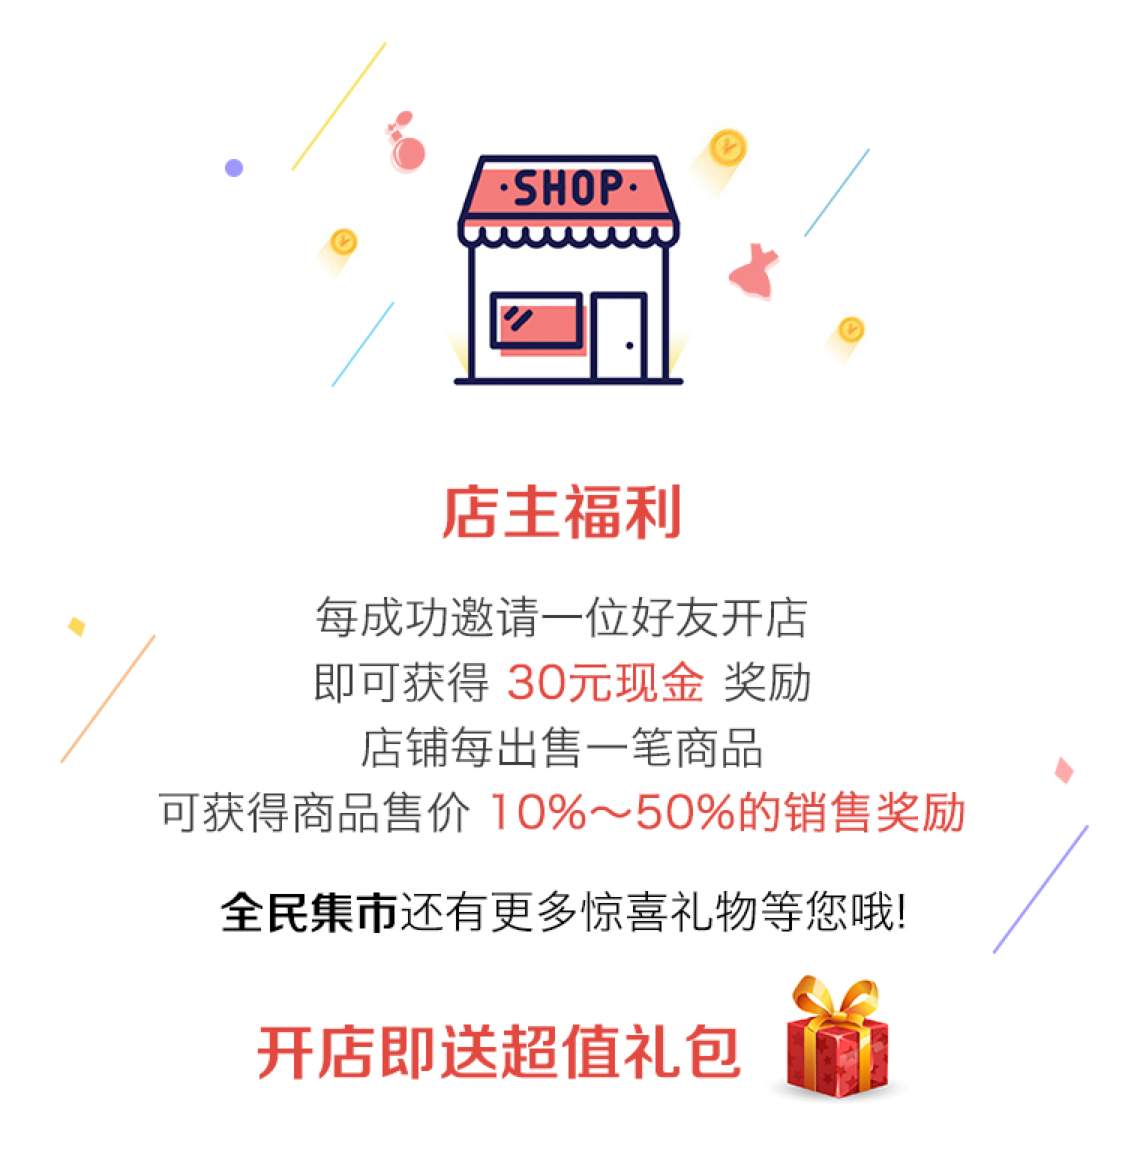 ·SHOP·
店主福利
每成功邀请一位好友开店
即可获得 30元现金 奖励
店铺每出售一笔商品
可获得商品售价 10%～50%的销售奖励
全民集市还有更多惊喜礼物等您哦!
开店即送超值礼包